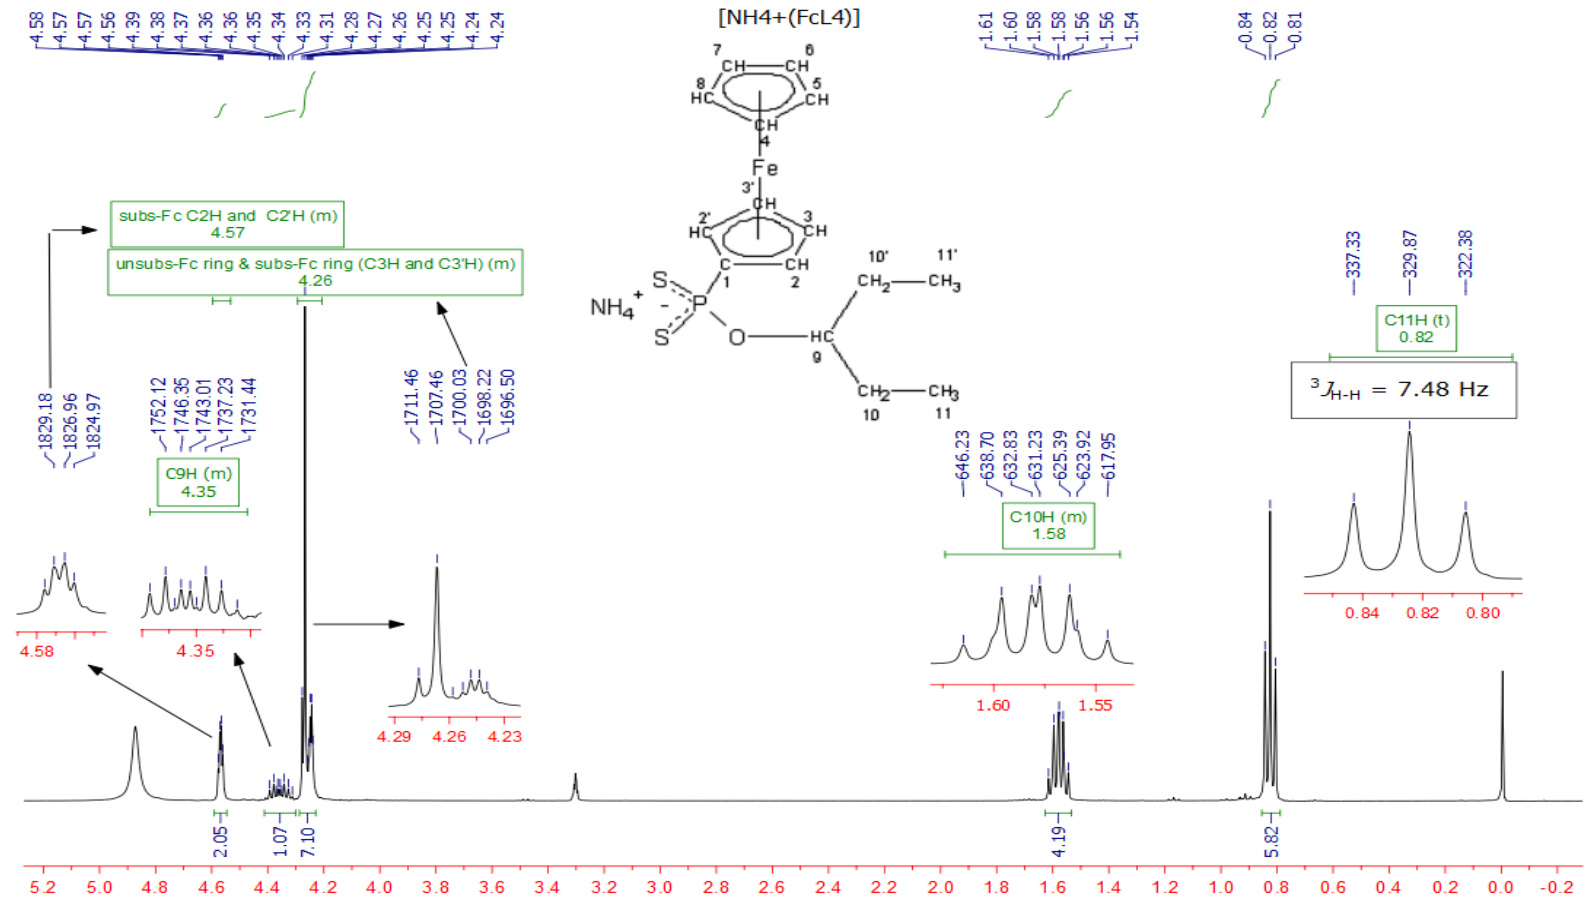 4.58 4.57 4.57 4.56 4.39 4.38 4.37 4.36 4.36 4.35 4.34 4.33 4.31 4.28 4.27 4.26 4.25 4.25 4.24 4.24
[NH4+(FcL4)]
1.61 1.60 1.58 1.58 1.56 1.56 1.54
0.84 0.82 0.81
7 6
CH CH
8 5
HC CH
CH
4
Fe
3'
CH
2' 3
HC CH
CH
1 2
S
NH4+
P
-
S
O
HC
9
10' 11'
CH2 CH3
CH2 CH3
10 11
subs-Fc C2H and C2'H (m)
4.57
unsubs-Fc ring & subs-Fc ring (C3H and C3'H) (m)
4.26
1829.18 1826.96 1824.97
1752.12 1746.35 1743.01 1737.23 1731.44
C9H (m)
4.35
1711.46 1707.46 1700.03 1698.22 1696.50
646.23 638.70 632.83 631.23 625.39 623.92 617.95
C10H (m)
1.58
337.33 329.87 322.38
C11H (t)
0.82
3JH-H = 7.48 Hz
4.58
4.35
4.29 4.26 4.23
1.60 1.55
0.84 0.82 0.80
2.05 1.07 7.10 4.19 5.82
5.2 5.0 4.8 4.6 4.4 4.2 4.0 3.8 3.6 3.4 3.2 3.0 2.8 2.6 2.4 2.2 2.0 1.8 1.6 1.4 1.2 1.0 0.8 0.6 0.4 0.2 0.0 -0.2